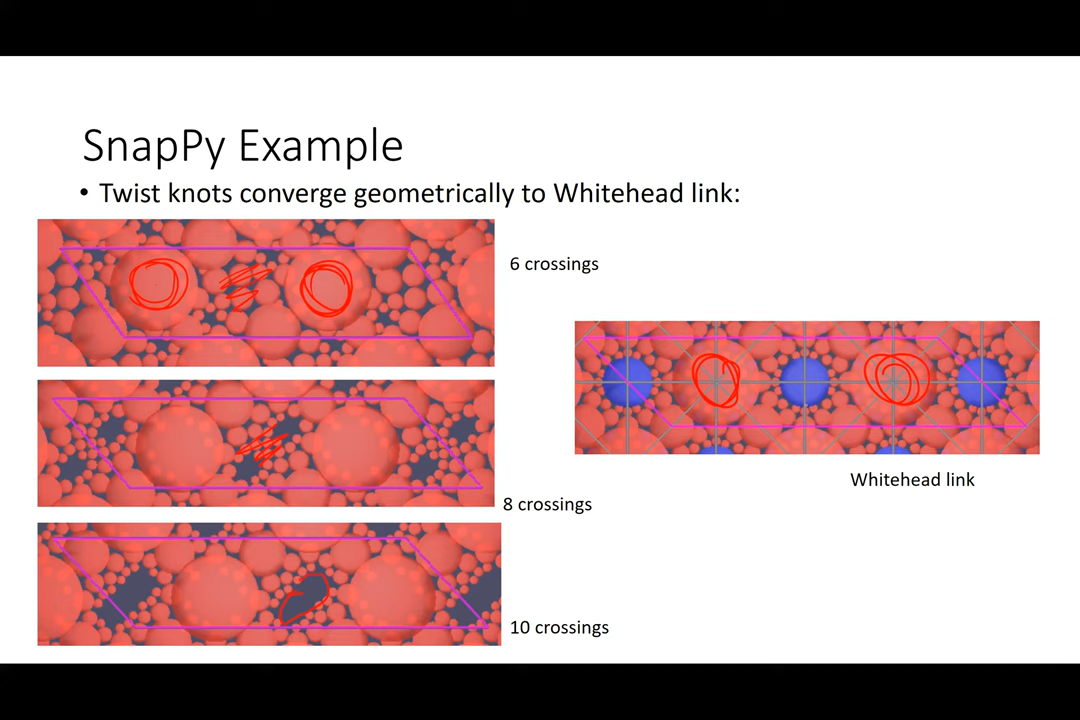 SnapPy Example
• Twist knots converge geometrically to Whitehead link:
6 crossings
8 crossings
10 crossings
Whitehead link